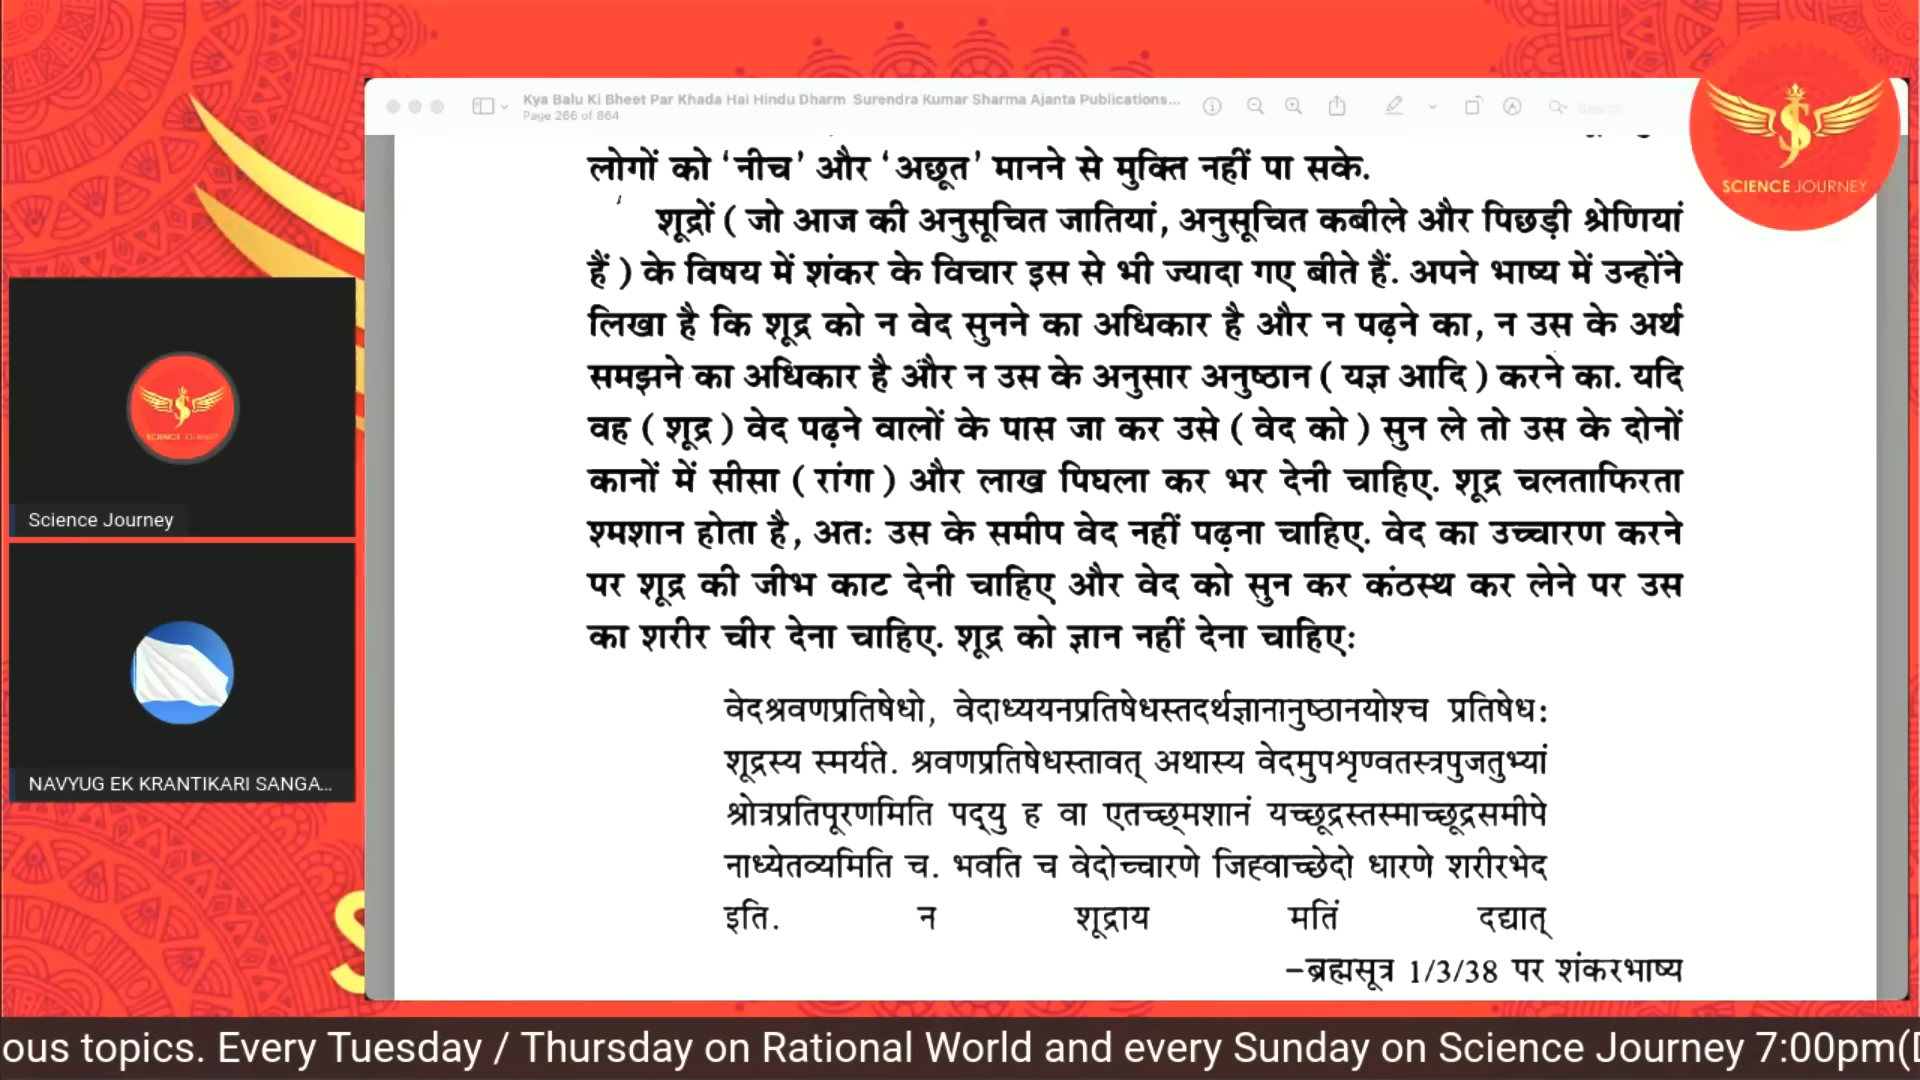 Kya Balu Ki Bheet Par Khada Hai Hindu Dharm Surendra Kumar Sharma Ajanta Publications...
Page 266 of 864
Search
SCIENCE JOURNEY
लोगों को ‘नीच’ और ‘अछूत’ मानने से मुक्ति नहीं पा सके.
शूद्रों ( जो आज की अनुसूचित जातियां, अनुसूचित कबीले और पिछड़ी श्रेणियां
हैं ) के विषय में शंकर के विचार इस से भी ज्यादा गए बीते हैं. अपने भाष्य में उन्होंने
लिखा है कि शूद्र को न वेद सुनने का अधिकार है और न पढ़ने का, न उस के अर्थ
समझने का अधिकार है और न उस के अनुसार अनुष्ठान ( यज्ञ आदि ) करने का. यदि
वह ( शूद्र ) वेद पढ़ने वालों के पास जा कर उसे ( वेद को ) सुन ले तो उस के दोनों
कानों में सीसा ( रांगा ) और लाख पिघला कर भर देनी चाहिए. शूद्र चलताफिरता
श्मशान होता है, अतः उस के समीप वेद नहीं पढ़ना चाहिए. वेद का उच्चारण करने
पर शूद्र की जीभ काट देनी चाहिए और वेद को सुन कर कंठस्थ कर लेने पर उस
का शरीर चीर देना चाहिए. शूद्र को ज्ञान नहीं देना चाहिए:
वेदश्रवणप्रतिषेधो, वेदाध्ययनप्रतिषेधस्तदर्थज्ञानानुष्ठानयोश्च प्रतिषेध:
शूद्रस्य स्मर्यते. श्रवणप्रतिषेधस्तावत् अथास्य वेदमुपशृण्वतस्त्रपुजतुभ्यां
श्रोत्रप्रतिपूरणमिति पद्यु ह वा एतच्छ्मशानं यच्छूद्रस्तस्माच्छूद्रसमीपे
नाध्येतव्यमिति च. भवति च वेदोच्चारणे जिह्वाच्छेदो धारणे शरीरभेद
इति. न शूद्राय मतिं दद्यात्
–ब्रह्मसूत्र 1/3/38 पर शंकरभाष्य
SCIENCE JOURNEY
Science Journey
NAVYUG EK KRANTIKARI SANGA...
ous topics. Every Tuesday / Thursday on Rational World and every Sunday on Science Journey 7:00pm(